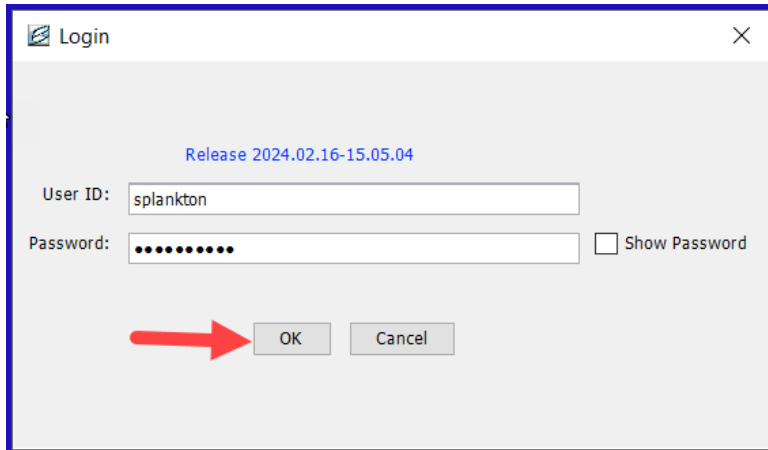 Login
Release 2024.02.16-15.05.04
User ID: splankton
Password: ●●●●●●●●●● Show Password
OK Cancel